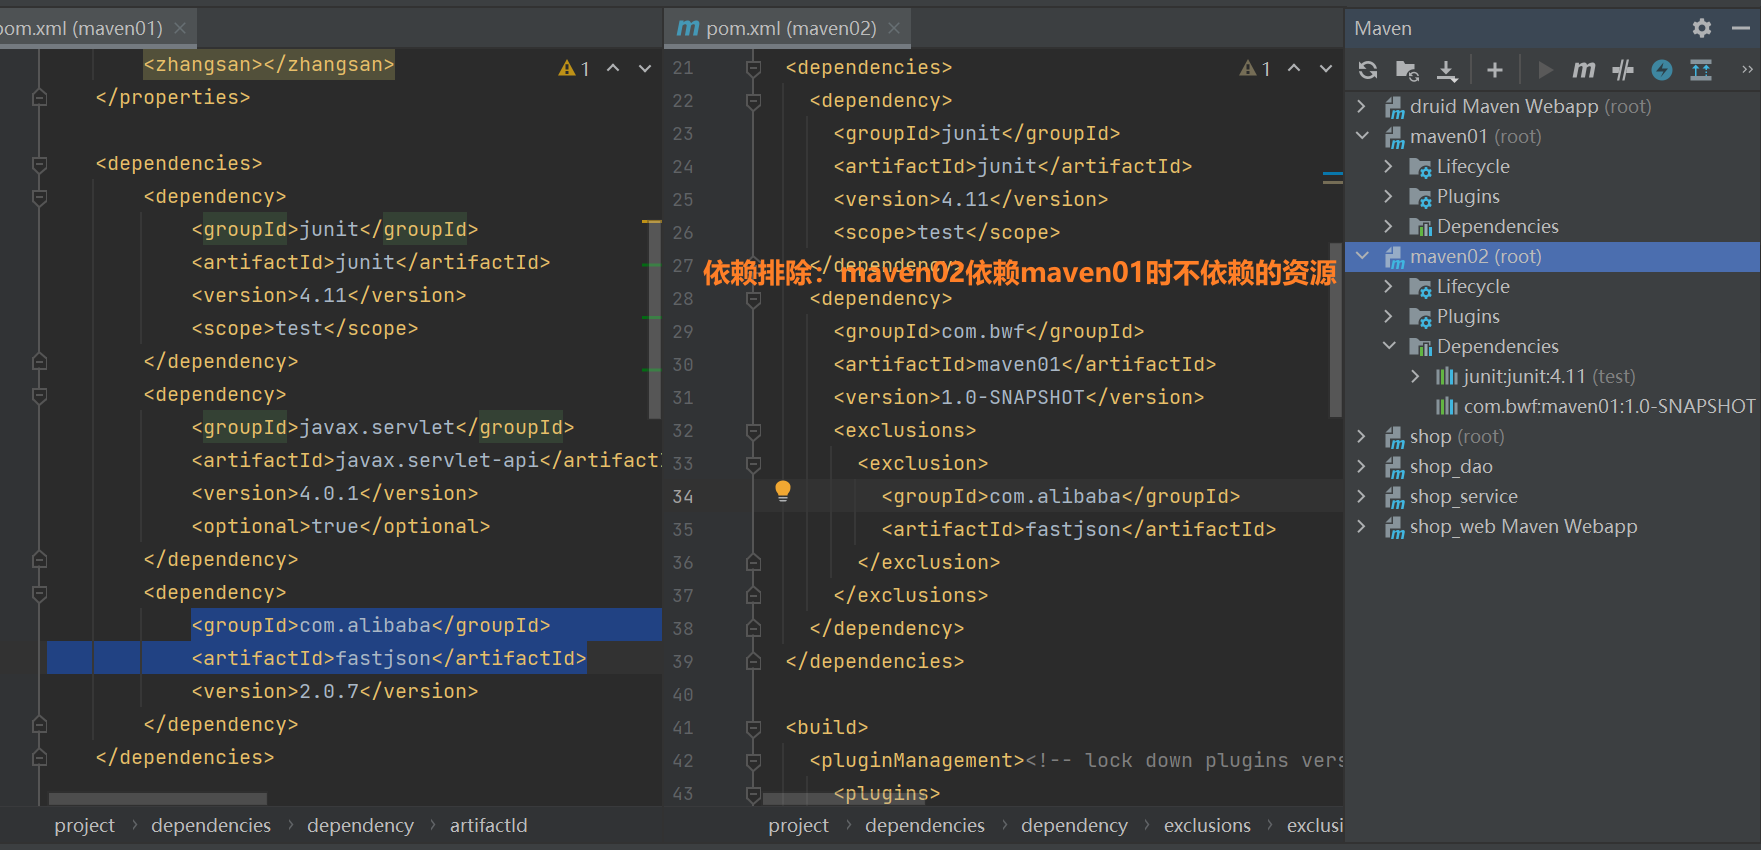 pom.xml (maven01)
<zhangsan></zhangsan>
1
</properties>
<dependencies>
<dependency>
<groupId>junit</groupId>
<artifactId>junit</artifactId>
<version>4.11</version>
<scope>test</scope>
</dependency>
<dependency>
<groupId>javax.servlet</groupId>
<artifactId>javax.servlet-api</artifactI
<version>4.0.1</version>
<optional>true</optional>
</dependency>
<dependency>
<groupId>com.alibaba</groupId>
<artifactId>fastjson</artifactId>
<version>2.0.7</version>
</dependency>
</dependencies>
project › dependencies › dependency › artifactId
m pom.xml (maven02)
1
21 <dependencies>
22 <dependency>
23 <groupId>junit</groupId>
24 <artifactId>junit</artifactId>
25 <version>4.11</version>
26 <scope>test</scope>
27 </dependency>
依赖排除：maven02依赖maven01时不依赖的资源
28 <dependency>
29 <groupId>com.bwf</groupId>
30 <artifactId>maven01</artifactId>
31 <version>1.0-SNAPSHOT</version>
32 <exclusions>
33 <exclusion>
34 <groupId>com.alibaba</groupId>
35 <artifactId>fastjson</artifactId>
36 </exclusion>
37 </exclusions>
38 </dependency>
39 </dependencies>
40
41 <build>
42 <pluginManagement><!-- lock down plugins vers
43 <plugins>
project › dependencies › dependency › exclusions › exclusi
Maven
druid Maven Webapp (root)
maven01 (root)
Lifecycle
Plugins
Dependencies
maven02 (root)
Lifecycle
Plugins
Dependencies
junit:junit:4.11 (test)
com.bwf:maven01:1.0-SNAPSHOT
shop (root)
shop_dao
shop_service
shop_web Maven Webapp